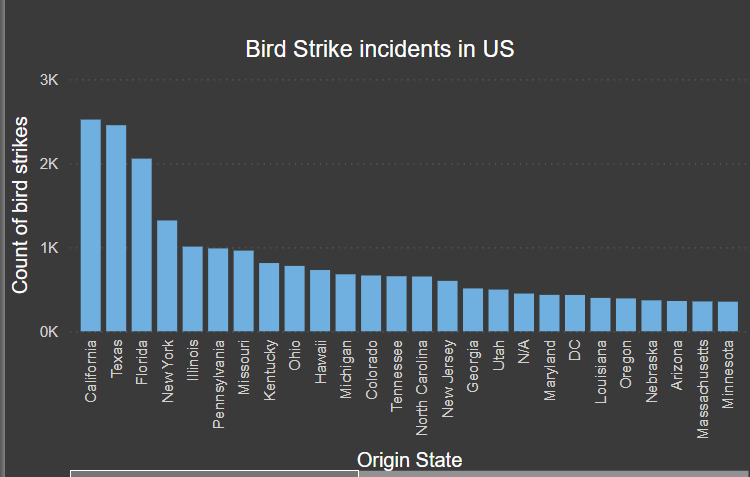 Bird Strike incidents in US
Count of bird strikes
3K
2K
1K
0K
California
Texas
Florida
New York
Illinois
Pennsylvania
Missouri
Kentucky
Ohio
Hawaii
Michigan
Colorado
Tennessee
North Carolina
New Jersey
Georgia
Utah
N/A
Maryland
DC
Louisiana
Oregon
Nebraska
Arizona
Massachusetts
Minnesota
Origin State